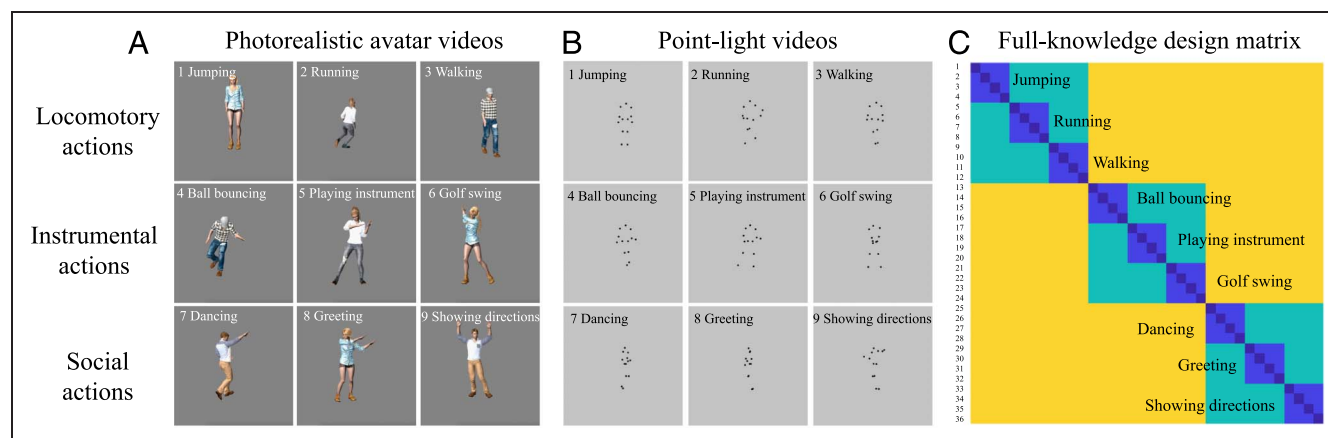 A Photorealistic avatar videos
B Point-light videos
C Full-knowledge design matrix
Locomotory
actions
Instrumental
actions
Social
actions
1 Jumping
2 Running
3 Walking
4 Ball bouncing
5 Playing instrument
6 Golf swing
7 Dancing
8 Greeting
9 Showing directions
1 Jumping
2 Running
3 Walking
4 Ball bouncing
5 Playing instrument
6 Golf swing
7 Dancing
8 Greeting
9 Showing directions
1
2
3
4
5
6
7
8
9
10
11
12
13
14
15
16
17
18
19
20
21
22
23
24
25
26
27
28
29
30
31
32
33
34
35
36
Jumping
Running
Walking
Ball bouncing
Playing instrument
Golf swing
Dancing
Greeting
Showing directions